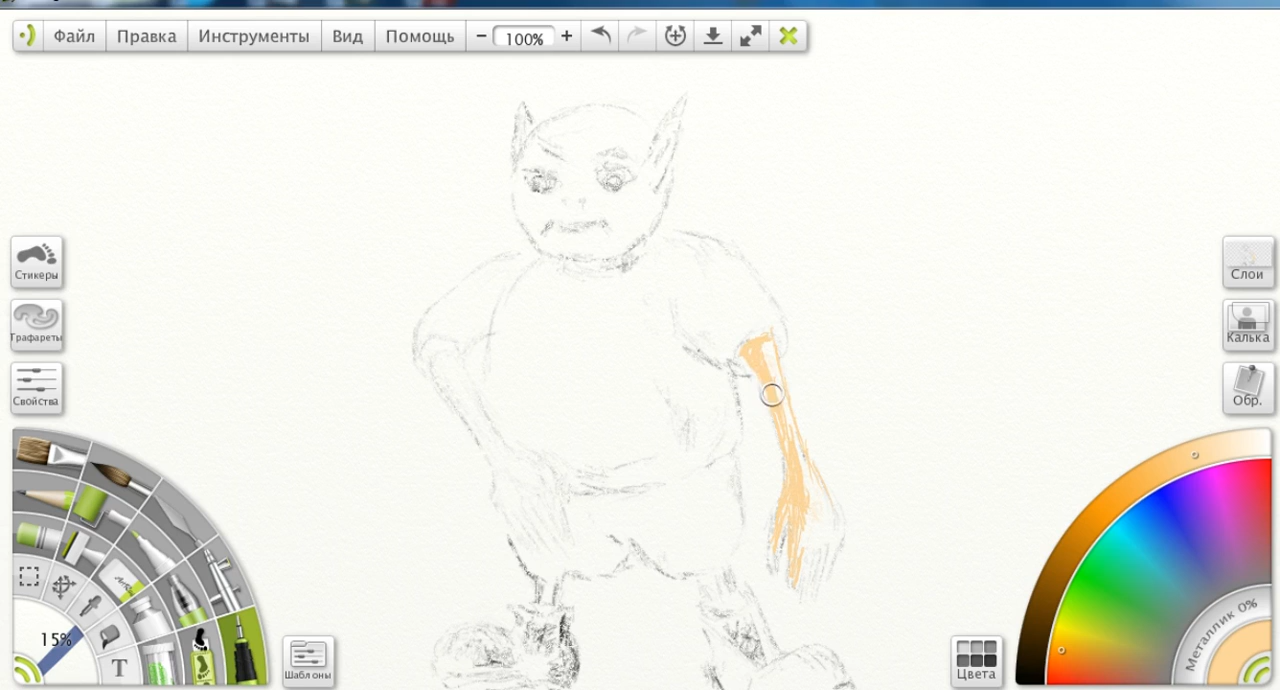 Файл Правка Инструменты Вид Помощь − 100% +
Стикеры
Трафареты
Свойства
Слои
Калька
Обр.
15%
T
Шаблоны
Цвета
Металлик 0%